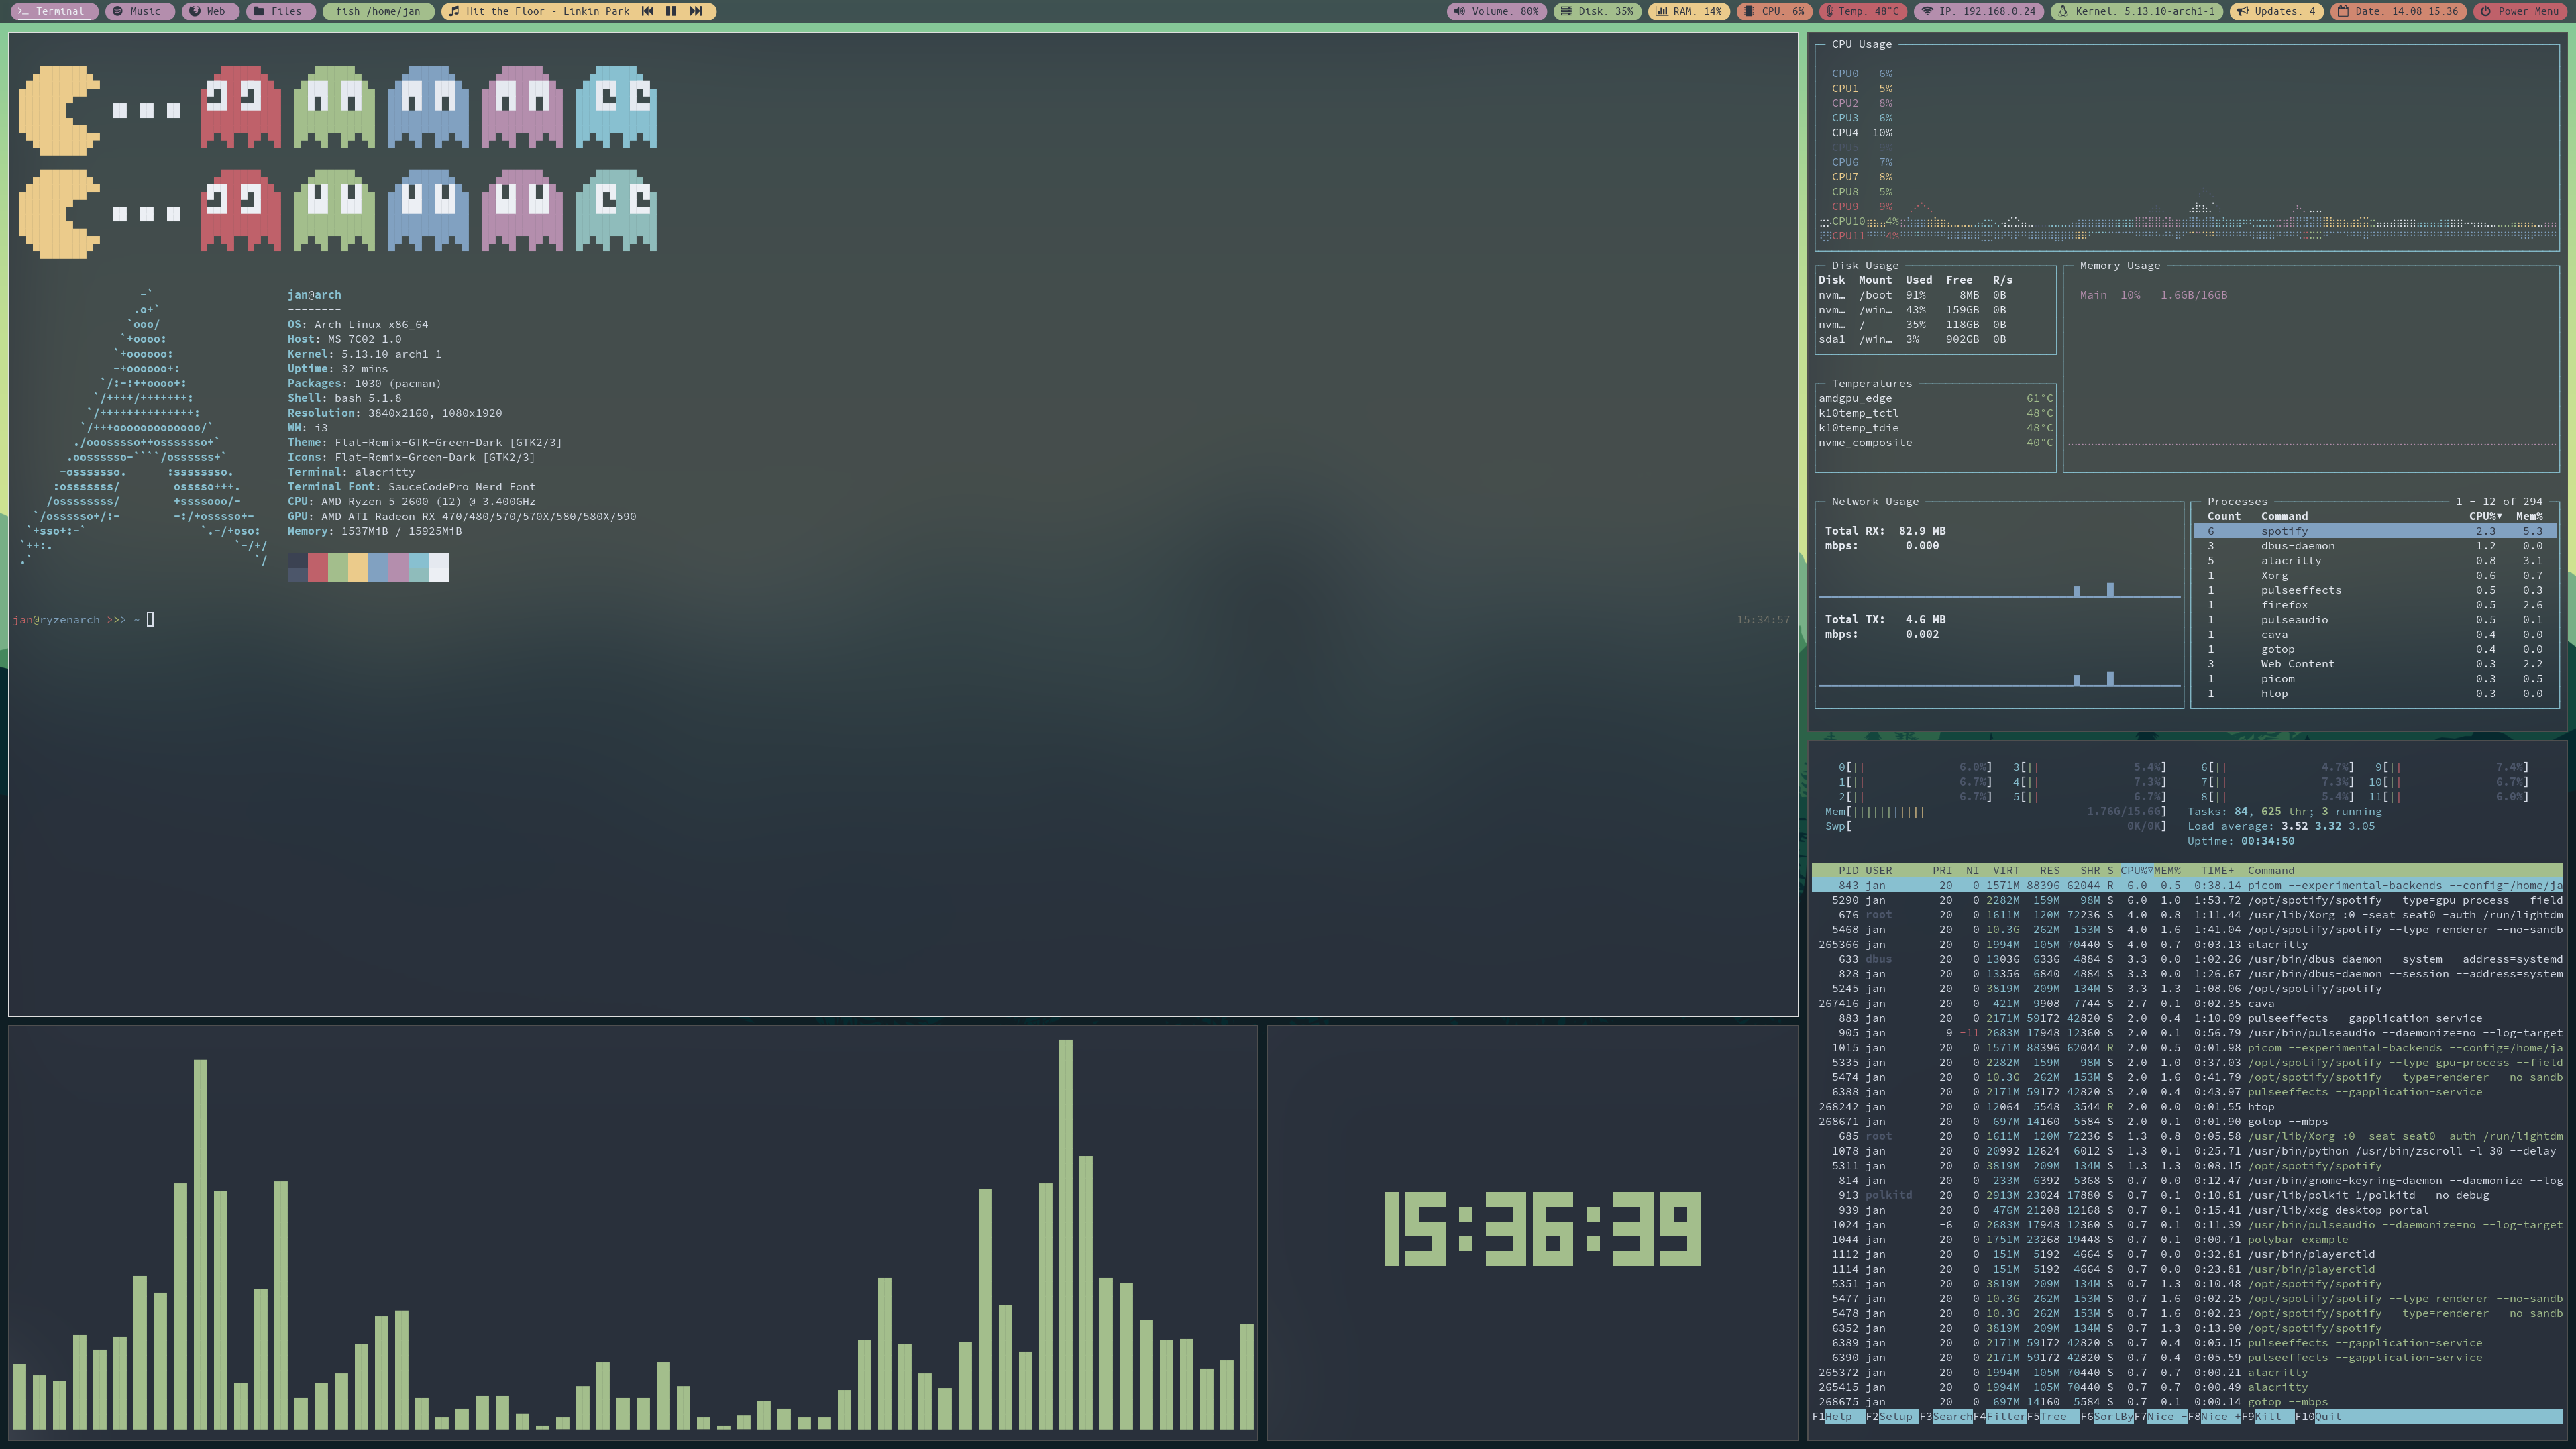 Terminal Music Web Files fish /home/jan Hit the Floor - Linkin Park Volume: 80% Disk: 35% RAM: 14% CPU: 6% Temp: 48°C IP: 192.168.0.24 Kernel: 5.13.10-arch1-1 Updates: 4 Date: 14.08 15:36 Power Menu
jan@arch
--------
OS: Arch Linux x86_64
Host: MS-7C02 1.0
Kernel: 5.13.10-arch1-1
Uptime: 32 mins
Packages: 1030 (pacman)
Shell: bash 5.1.8
Resolution: 3840x2160, 1080x1920
WM: i3
Theme: Flat-Remix-GTK-Green-Dark [GTK2/3]
Icons: Flat-Remix-Green-Dark [GTK2/3]
Terminal: alacritty
Terminal Font: SauceCodePro Nerd Font
CPU: AMD Ryzen 5 2600 (12) @ 3.400GHz
GPU: AMD ATI Radeon RX 470/480/570/570X/580/580X/590
Memory: 1537MiB / 15925MiB
jan@ryzenarch >>> ~ 15:34:57
15:36:39
CPU Usage
CPU0 6%
CPU1 5%
CPU2 8%
CPU3 6%
CPU4 10%
CPU5
CPU6 7%
CPU7 8%
CPU8 5%
CPU9 9%
CPU10 4%
CPU11 4%
Disk Usage
Disk Mount Used Free R/s
nvm… /boot 91% 8MB 0B
nvm… /win… 43% 159GB 0B
nvm… / 35% 118GB 0B
sda1 /win… 3% 902GB 0B
Memory Usage
Main 10% 1.6GB/16GB
Temperatures
amdgpu_edge 61°C
k10temp_tctl 48°C
k10temp_tdie 48°C
nvme_composite 40°C
Network Usage
Total RX: 82.9 MB
mbps: 0.000
Total TX: 4.6 MB
mbps: 0.002
Processes 1 - 12 of 294
Count Command CPU%▼ Mem%
6 spotify 2.3 5.3
3 dbus-daemon 1.2 0.0
5 alacritty 0.8 3.1
1 Xorg 0.6 0.7
1 pulseeffects 0.5 0.3
1 firefox 0.5 2.6
1 pulseaudio 0.5 0.1
1 cava 0.4 0.0
1 gotop 0.4 0.0
3 Web Content 0.3 2.2
1 picom 0.3 0.5
1 htop 0.3 0.0
0[|| 6.0%] 3[|| 5.4%] 6[|| 4.7%] 9[|| 7.4%]
1[|| 6.7%] 4[|| 7.3%] 7[|| 7.3%] 10[|| 6.7%]
2[|| 6.7%] 5[|| 6.7%] 8[|| 5.4%] 11[|| 6.0%]
Mem[||||||||||| 1.76G/15.6G] Tasks: 84, 625 thr; 3 running
Swp[ 0K/0K] Load average: 3.52 3.32 3.05
Uptime: 00:34:50
PID USER PRI NI VIRT RES SHR S CPU%▽MEM% TIME+ Command
843 jan 20 0 1571M 88396 62044 R 6.0 0.5 0:38.14 picom --experimental-backends --config=/home/ja
5290 jan 20 0 2282M 159M 98M S 6.0 1.0 1:53.72 /opt/spotify/spotify --type=gpu-process --field
676 root 20 0 1611M 120M 72236 S 4.0 0.8 1:11.44 /usr/lib/Xorg :0 -seat seat0 -auth /run/lightdm
5468 jan 20 0 10.3G 262M 153M S 4.0 1.6 1:41.04 /opt/spotify/spotify --type=renderer --no-sandb
265366 jan 20 0 1994M 105M 70440 S 4.0 0.7 0:03.13 alacritty
633 dbus 20 0 13036 6336 4884 S 3.3 0.0 1:02.26 /usr/bin/dbus-daemon --system --address=systemd
828 jan 20 0 13356 6840 4884 S 3.3 0.0 1:26.67 /usr/bin/dbus-daemon --session --address=system
5245 jan 20 0 3819M 209M 134M S 3.3 1.3 1:08.06 /opt/spotify/spotify
267416 jan 20 0 421M 9908 7744 S 2.7 0.1 0:02.35 cava
883 jan 20 0 2171M 59172 42820 S 2.0 0.4 1:10.09 pulseeffects --gapplication-service
905 jan 9 -11 2683M 17948 12360 S 2.0 0.1 0:56.79 /usr/bin/pulseaudio --daemonize=no --log-target
1015 jan 20 0 1571M 88396 62044 R 2.0 0.5 0:01.98 picom --experimental-backends --config=/home/ja
5335 jan 20 0 2282M 159M 98M S 2.0 1.0 0:37.03 /opt/spotify/spotify --type=gpu-process --field
5474 jan 20 0 10.3G 262M 153M S 2.0 1.6 0:41.79 /opt/spotify/spotify --type=renderer --no-sandb
6388 jan 20 0 2171M 59172 42820 S 2.0 0.4 0:43.97 pulseeffects --gapplication-service
268242 jan 20 0 12064 5548 3544 R 2.0 0.0 0:01.55 htop
268671 jan 20 0 697M 14160 5584 S 2.0 0.1 0:01.90 gotop --mbps
685 root 20 0 1611M 120M 72236 S 1.3 0.8 0:05.58 /usr/lib/Xorg :0 -seat seat0 -auth /run/lightdm
1078 jan 20 0 20992 12624 6012 S 1.3 0.1 0:25.71 /usr/bin/python /usr/bin/zscroll -l 30 --delay
5311 jan 20 0 3819M 209M 134M S 1.3 1.3 0:08.15 /opt/spotify/spotify
814 jan 20 0 233M 6392 5368 S 0.7 0.0 0:12.47 /usr/bin/gnome-keyring-daemon --daemonize --log
913 polkitd 20 0 2913M 23024 17880 S 0.7 0.1 0:10.81 /usr/lib/polkit-1/polkitd --no-debug
939 jan 20 0 476M 21208 12168 S 0.7 0.1 0:15.41 /usr/lib/xdg-desktop-portal
1024 jan -6 0 2683M 17948 12360 S 0.7 0.1 0:11.39 /usr/bin/pulseaudio --daemonize=no --log-target
1044 jan 20 0 1751M 23268 19448 S 0.7 0.1 0:00.71 polybar example
1112 jan 20 0 151M 5192 4664 S 0.7 0.0 0:32.81 /usr/bin/playerctld
1114 jan 20 0 151M 5192 4664 S 0.7 0.0 0:23.81 /usr/bin/playerctld
5351 jan 20 0 3819M 209M 134M S 0.7 1.3 0:10.48 /opt/spotify/spotify
5477 jan 20 0 10.3G 262M 153M S 0.7 1.6 0:02.25 /opt/spotify/spotify --type=renderer --no-sandb
5478 jan 20 0 10.3G 262M 153M S 0.7 1.6 0:02.23 /opt/spotify/spotify --type=renderer --no-sandb
6352 jan 20 0 3819M 209M 134M S 0.7 1.3 0:13.90 /opt/spotify/spotify
6389 jan 20 0 2171M 59172 42820 S 0.7 0.4 0:05.15 pulseeffects --gapplication-service
6390 jan 20 0 2171M 59172 42820 S 0.7 0.4 0:05.59 pulseeffects --gapplication-service
265372 jan 20 0 1994M 105M 70440 S 0.7 0.7 0:00.21 alacritty
265415 jan 20 0 1994M 105M 70440 S 0.7 0.7 0:00.49 alacritty
268675 jan 20 0 697M 14160 5584 S 0.7 0.1 0:00.14 gotop --mbps
F1Help F2Setup F3SearchF4FilterF5Tree F6SortByF7Nice -F8Nice +F9Kill F10Quit